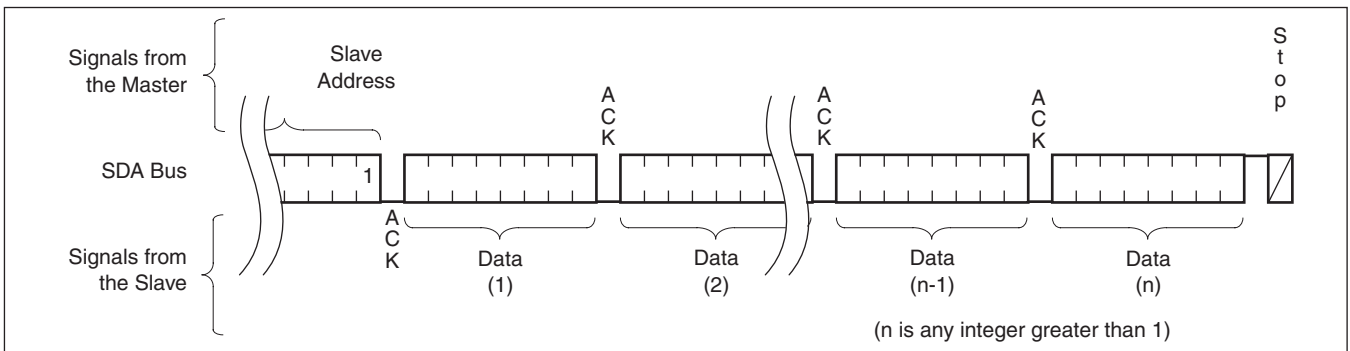 Signals from
the Master
Slave
Address
S
t
o
p
A
C
K
A
C
K
A
C
K
SDA Bus
1
A
C
K
Signals from
the Slave
Data
(1)
Data
(2)
Data
(n-1)
Data
(n)
(n is any integer greater than 1)